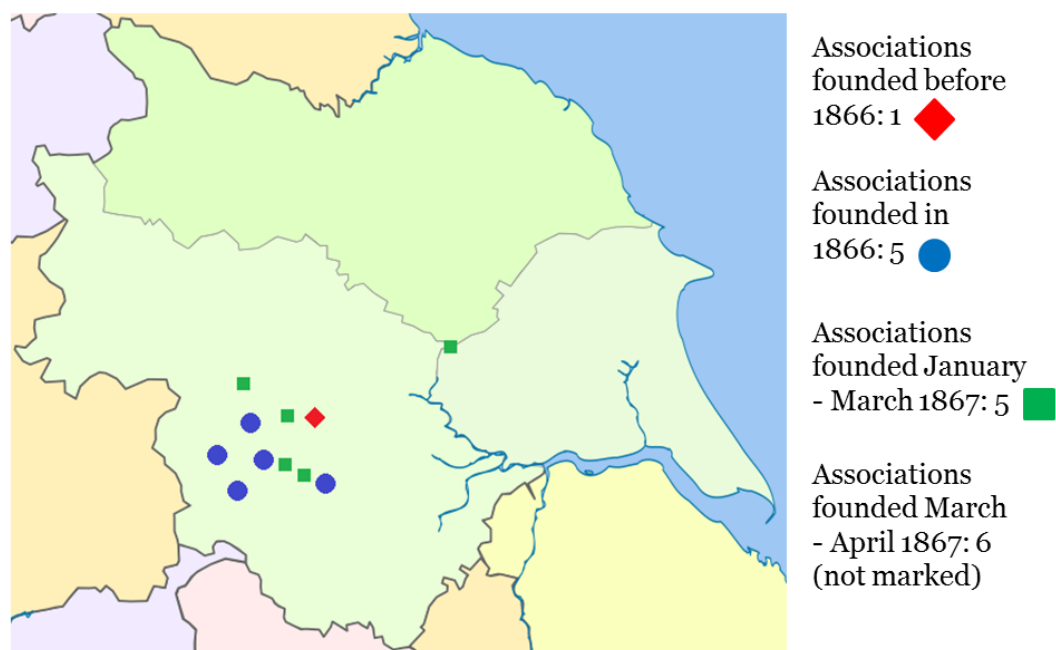 Associations
founded before
1866: 1
Associations
founded in
1866: 5
Associations
founded January
- March 1867: 5
Associations
founded March
- April 1867: 6
(not marked)